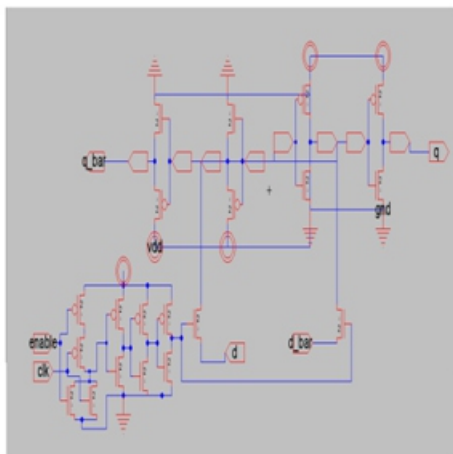 q_bar
q
gnd
vdd
enable
d
d_bar
clk